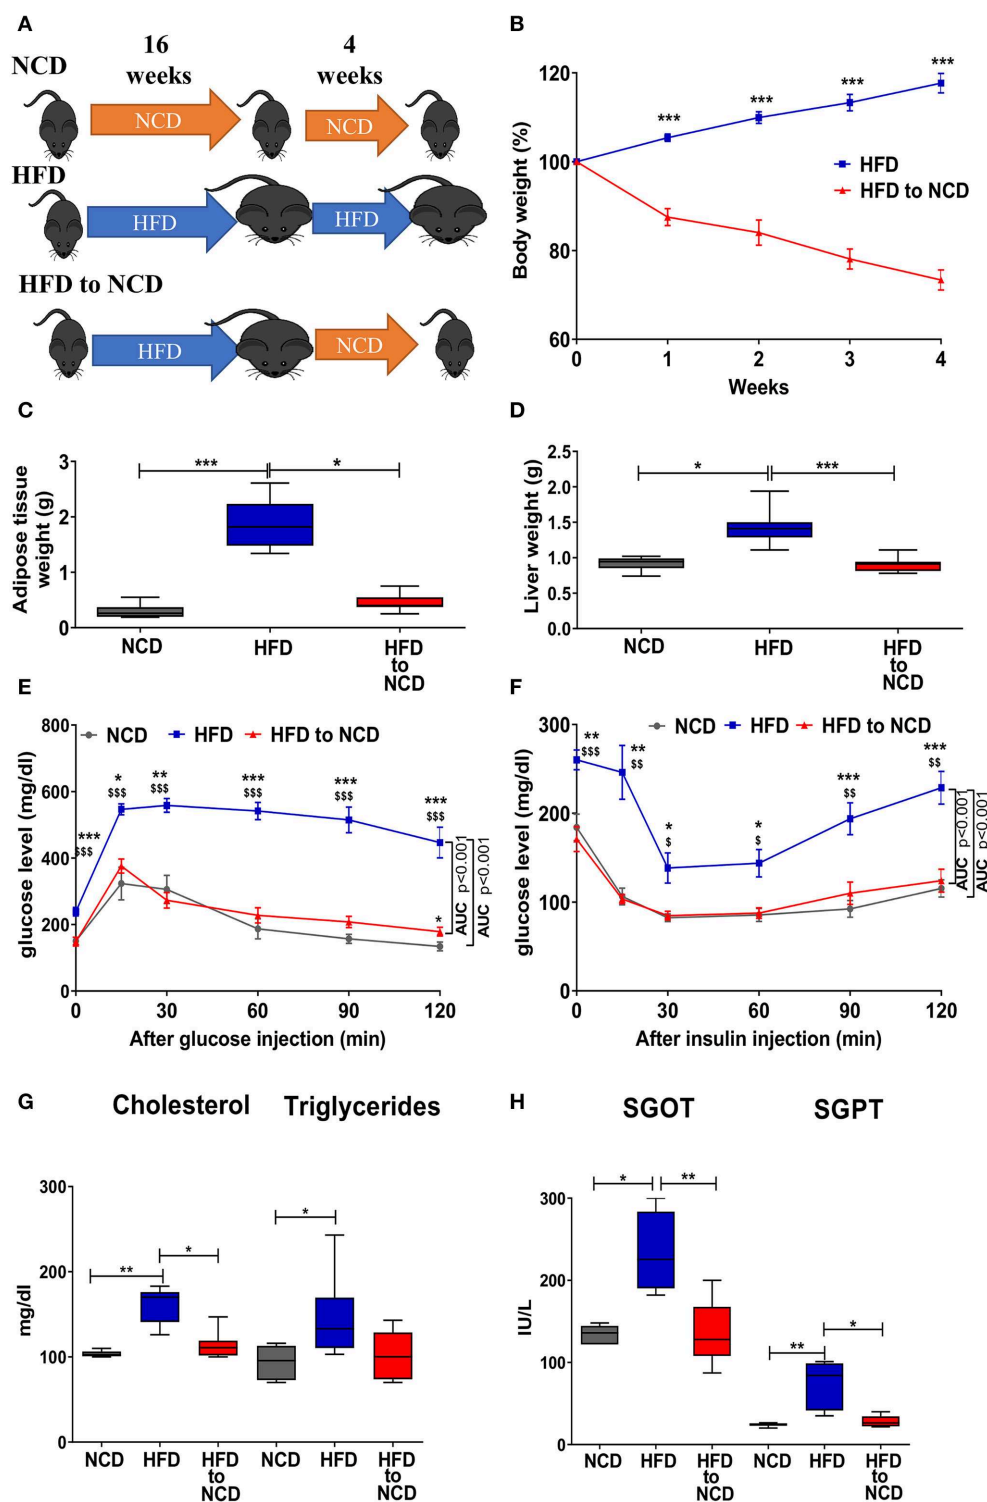 A
16
weeks
4
weeks
NCD
NCD
NCD
HFD
HFD
HFD
HFD to NCD
HFD
NCD
B
Body weight (%)
120
100
80
60
***
***
***
***
HFD
HFD to NCD
0
1
2
3
4
Weeks
C
Adipose tissue
weight (g)
3
2
1
0
***
*
NCD
HFD
HFD
to
NCD
D
Liver weight (g)
2.5
2.0
1.5
1.0
0.5
0.0
*
***
NCD
HFD
HFD
to
NCD
E
glucose level (mg/dl)
800
600
400
200
0
NCD
HFD
HFD to NCD
***
$$$
*
$$$
**
$$$
***
$$$
***
$$$
***
$$$
*
AUC p<0.001
AUC p<0.001
0
30
60
90
120
After glucose injection (min)
F
glucose level (mg/dl)
300
200
100
0
NCD
HFD
HFD to NCD
**
$$$
**
$$
*
$
*
$
***
$$
***
$$
AUC p<0.001
AUC p<0.001
0
30
60
90
120
After insulin injection (min)
G
Cholesterol
Triglycerides
mg/dl
300
200
100
0
**
*
*
NCD
HFD
HFD
to
NCD
NCD
HFD
HFD
to
NCD
H
SGOT
SGPT
IU/L
300
200
100
0
*
**
**
*
NCD
HFD
HFD
to
NCD
NCD
HFD
HFD
to
NCD